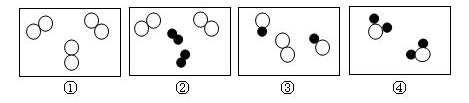 ① ② ③ ④